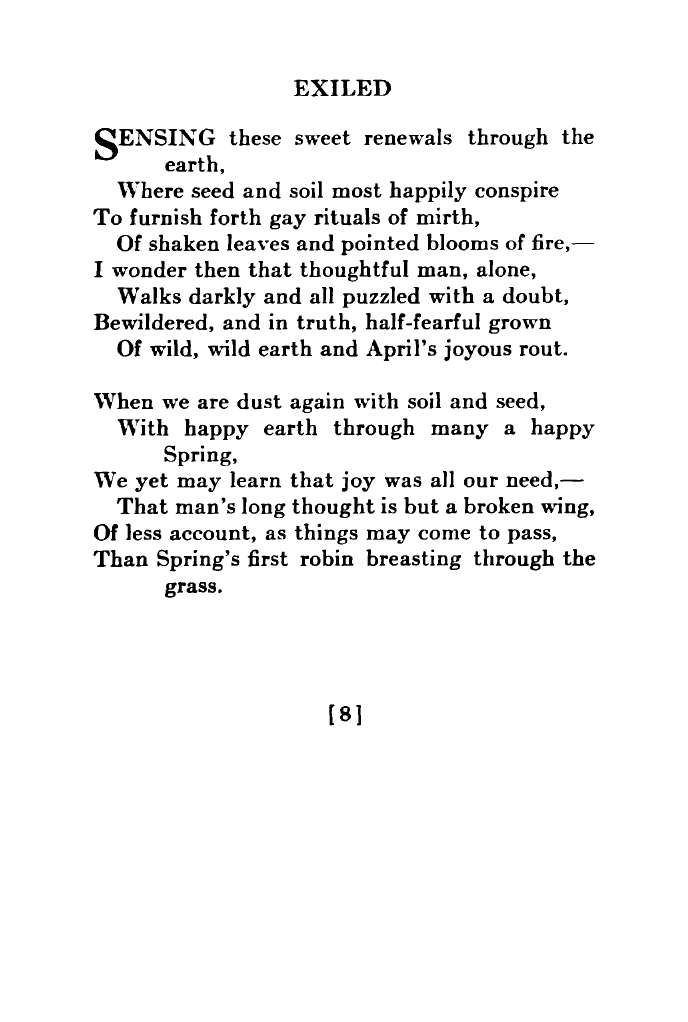 EXILED
SENSING these sweet renewals through the
earth,
Where seed and soil most happily conspire
To furnish forth gay rituals of mirth,
Of shaken leaves and pointed blooms of fire,—
I wonder then that thoughtful man, alone,
Walks darkly and all puzzled with a doubt,
Bewildered, and in truth, half-fearful grown
Of wild, wild earth and April's joyous rout.

When we are dust again with soil and seed,
With happy earth through many a happy
Spring,
We yet may learn that joy was all our need,—
That man's long thought is but a broken wing,
Of less account, as things may come to pass,
Than Spring's first robin breasting through the
grass.
[8]